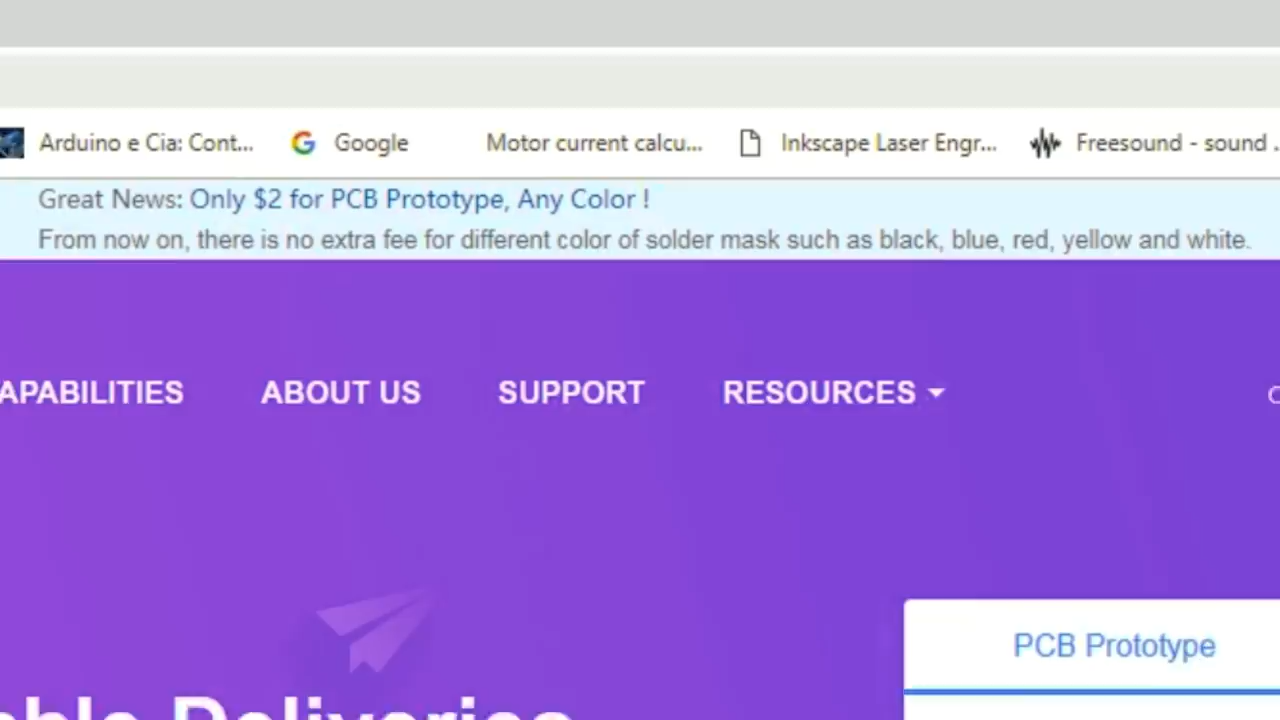 Arduino e Cia: Cont... Google Motor current calcu... Inkscape Laser Engr... Freesound - sound .
Great News: Only $2 for PCB Prototype, Any Color !
From now on, there is no extra fee for different color of solder mask such as black, blue, red, yellow and white.
APABILITIES ABOUT US SUPPORT RESOURCES
PCB Prototype
able Deliveries